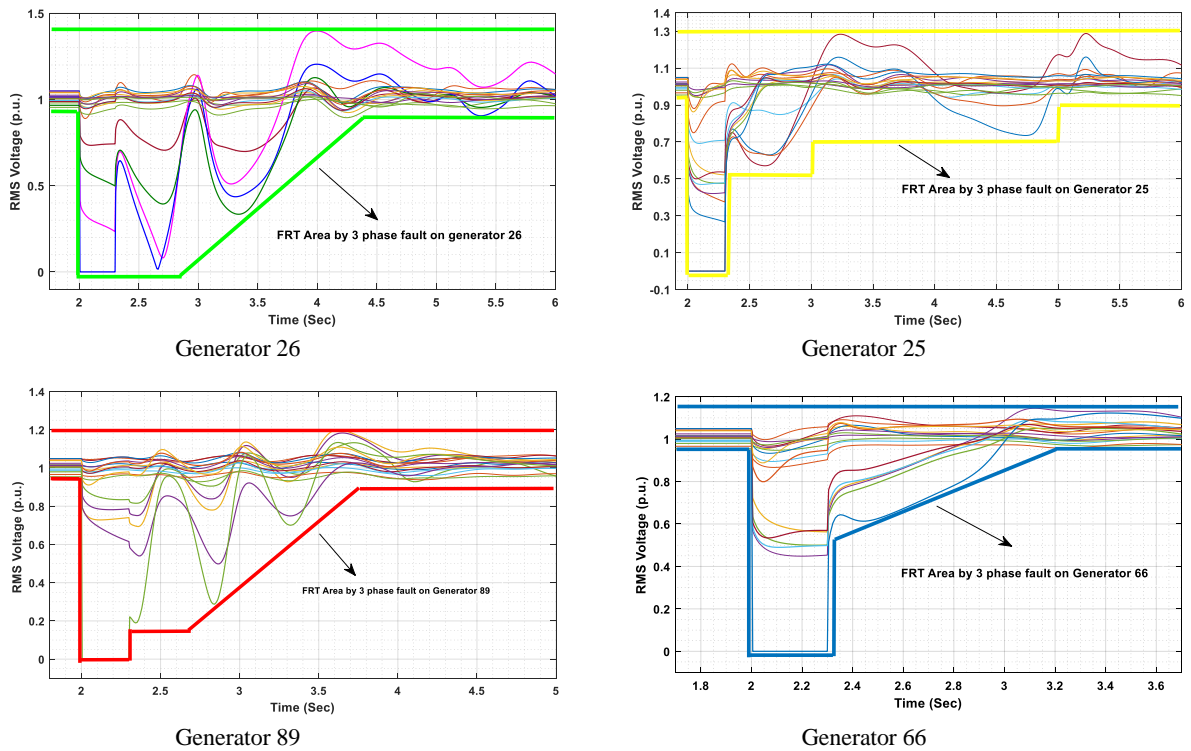 1.5
1
0.5
0
RMS Voltage (p.u.)
FRT Area by 3 phase fault on generator 26
2 2.5 3 3.5 4 4.5 5 5.5 6
Time (Sec)
Generator 26
1.5
1.3
1.1
0.9
0.7
0.5
0.3
0.1
-0.1
RMS Voltage (p.u.)
FRT Area by 3 phase fault on Generator 25
2 2.5 3 3.5 4 4.5 5 5.5 6
Time (Sec)
Generator 25
1.4
1.2
1
0.8
0.6
0.4
0.2
0
RMS Voltage (p.u.)
FRT Area by 3 phase fault on Generator 89
2 2.5 3 3.5 4 4.5 5
Time (Sec)
Generator 89
1.2
1
0.8
0.6
0.4
0.2
0
RMS Voltage (p.u.)
FRT Area by 3 phase fault on Generator 66
1.8 2 2.2 2.4 2.6 2.8 3 3.2 3.4 3.6
Time (Sec)
Generator 66